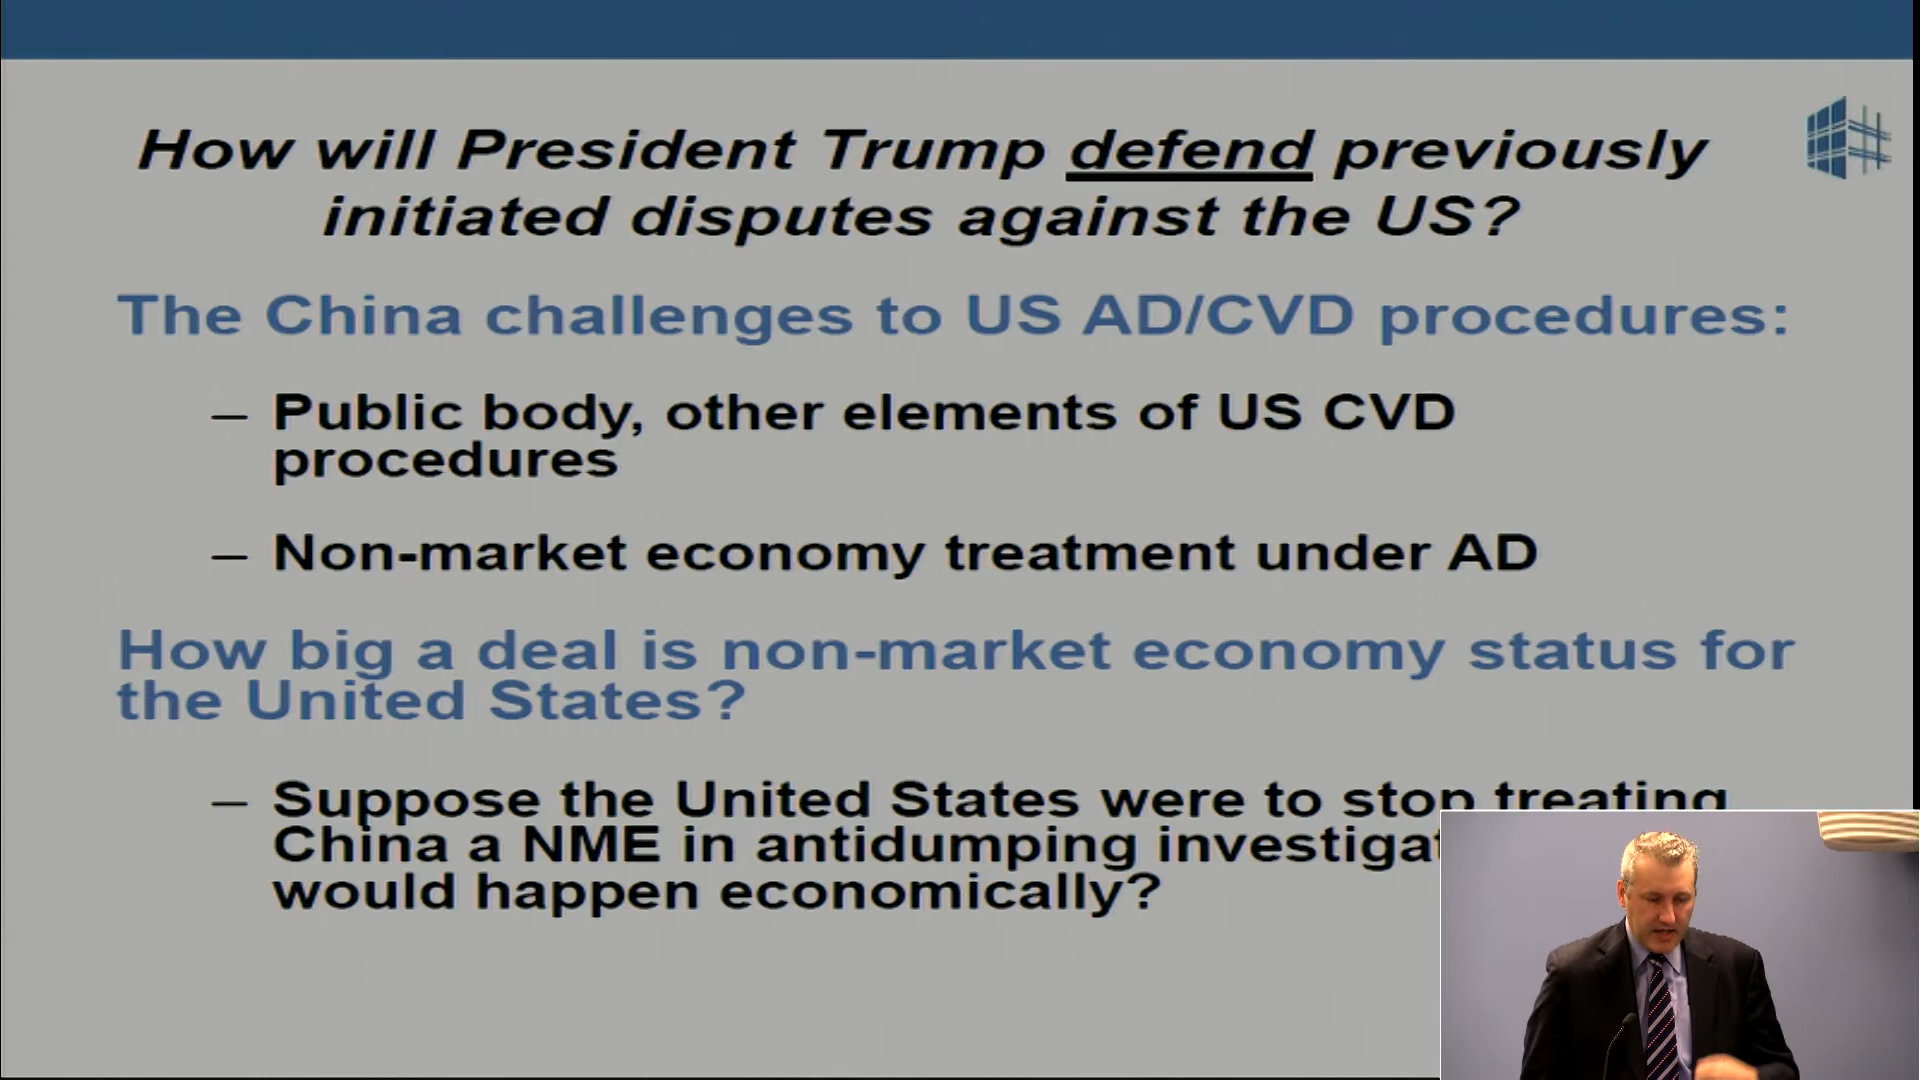 How will President Trump defend previously
initiated disputes against the US?
The China challenges to US AD/CVD procedures:
– Public body, other elements of US CVD
procedures
– Non-market economy treatment under AD
How big a deal is non-market economy status for
the United States?
– Suppose the United States were to stop treating
China a NME in antidumping
would happen economically?